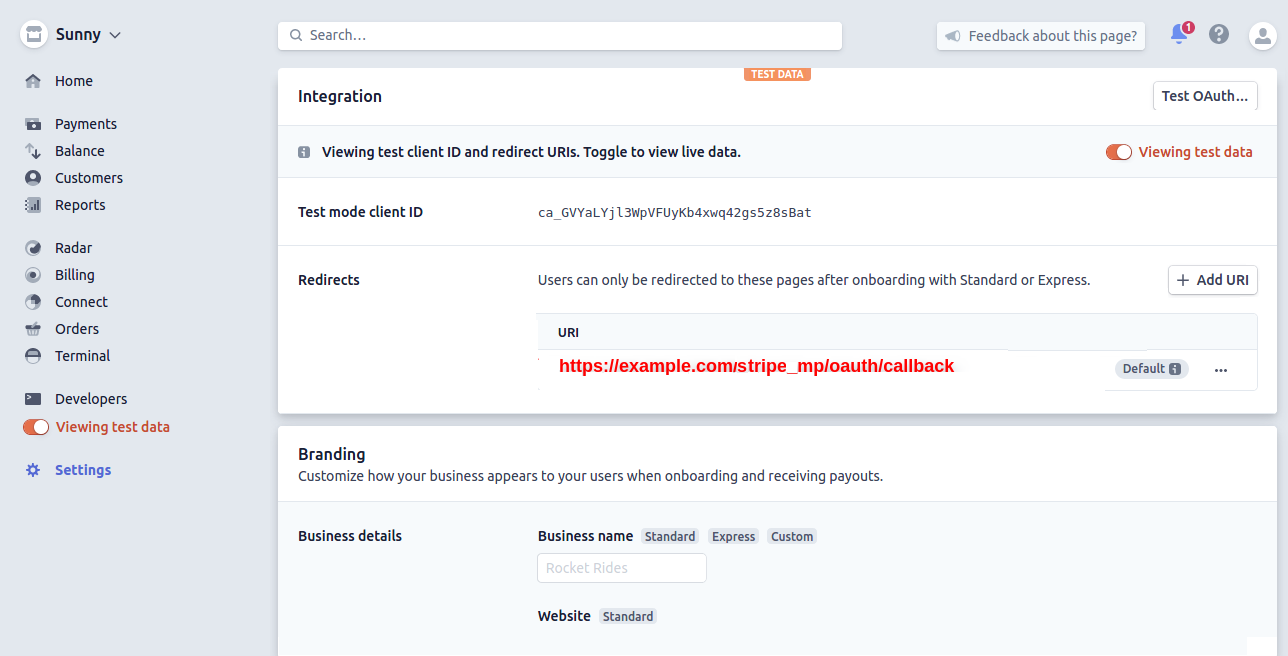 Sunny
Search...
Feedback about this page?
1
Home
Payments
Balance
Customers
Reports
Radar
Billing
Connect
Orders
Terminal
Developers
Viewing test data
Settings
TEST DATA
Integration
Test OAuth...
Viewing test client ID and redirect URIs. Toggle to view live data.
Viewing test data
Test mode client ID
ca_GVYaLYjl3WpVFUyKb4xwq42gs5z8sBat
Redirects
Users can only be redirected to these pages after onboarding with Standard or Express.
+ Add URI
URI
https://example.com/stripe_mp/oauth/callback
Default
Branding
Customize how your business appears to your users when onboarding and receiving payouts.
Business details
Business name Standard Express Custom
Rocket Rides
Website Standard